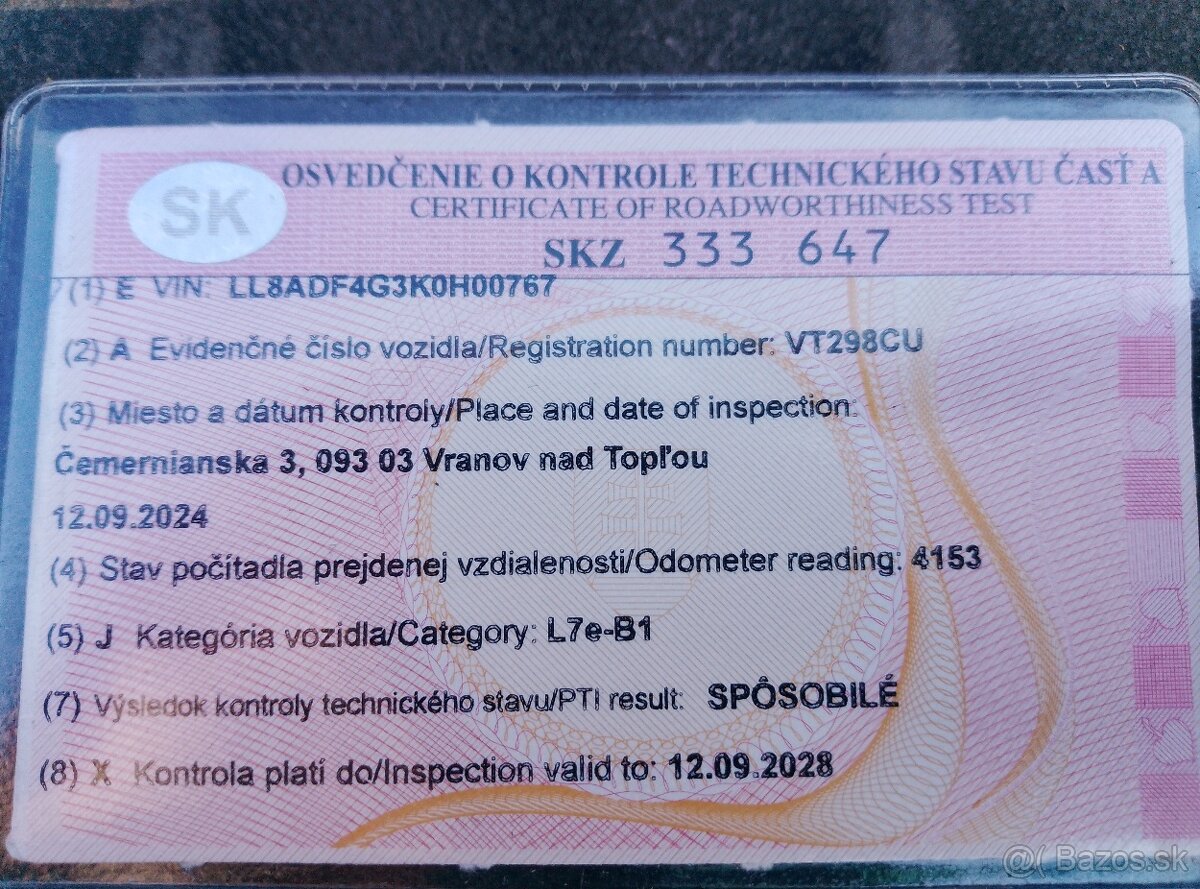 SK
OSVEDČENIE O KONTROLE TECHNICKÉHO STAVU ČASŤ A
CERTIFICATE OF ROADWORTHINESS TEST
SKZ 333 647
(1) E VIN: LL8ADF4G3K0H00767
(2) A Evidenčné číslo vozidla/Registration number: VT298CU
(3) Miesto a dátum kontroly/Place and date of inspection:
Čemernianska 3, 093 03 Vranov nad Topľou
12.09.2024
(4) Stav počítadla prejdenej vzdialenosti/Odometer reading: 4153
(5) J Kategória vozidla/Category: L7e-B1
(7) Výsledok kontroly technického stavu/PTI result: SPÔSOBILÉ
(8) X Kontrola platí do/Inspection valid to: 12.09.2028
@( Bazos.sk